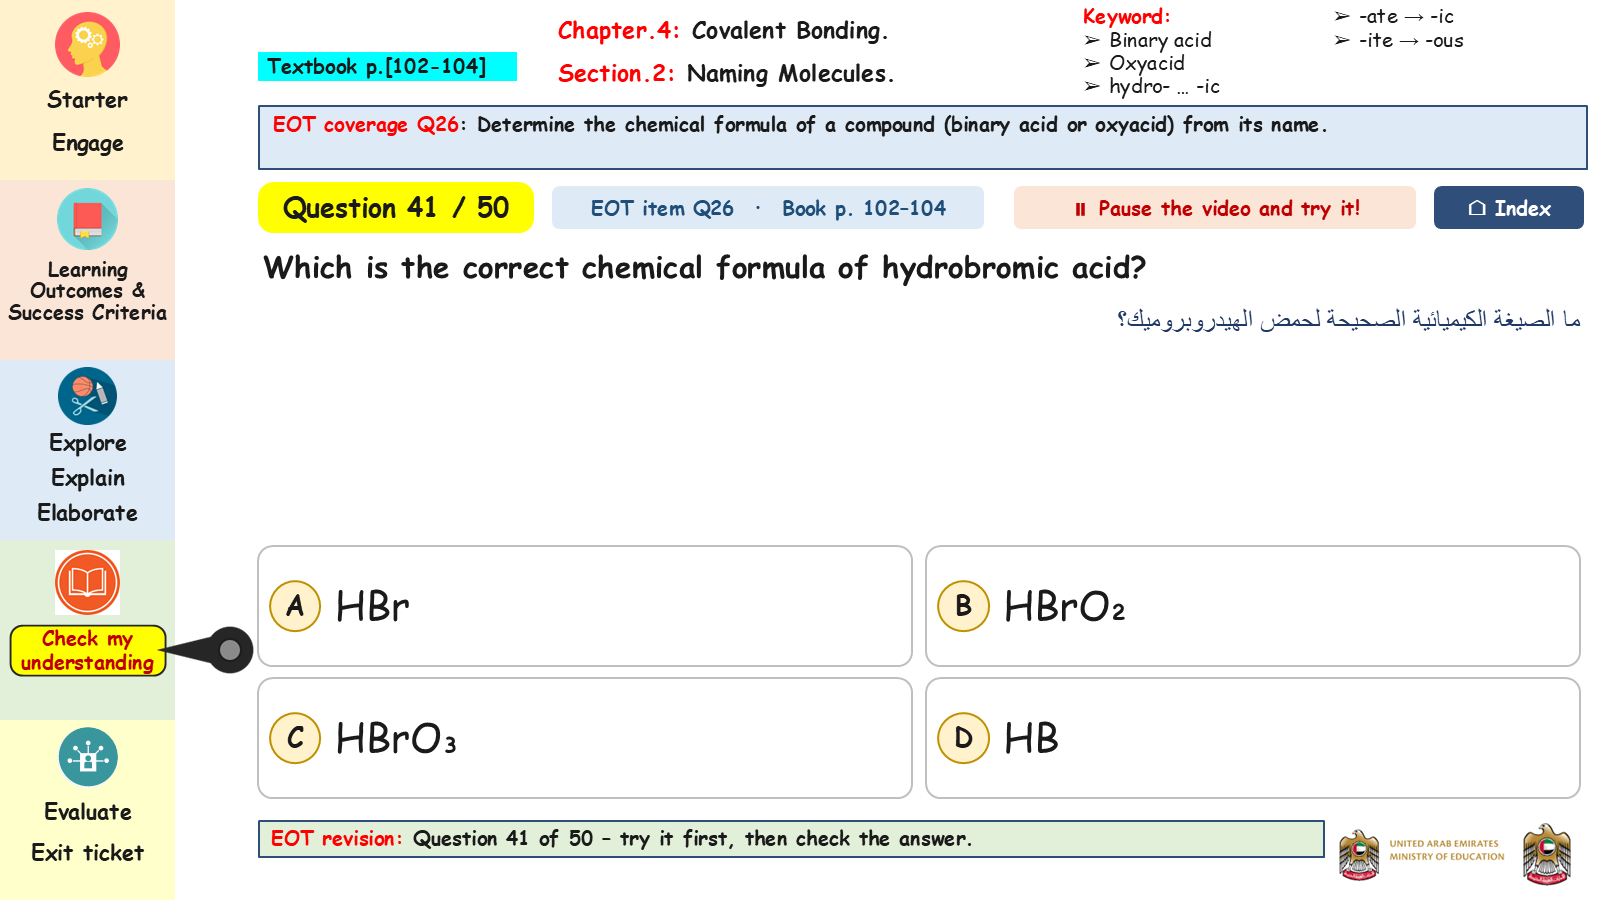 Starter
Engage
Learning
Outcomes &
Success Criteria
Explore
Explain
Elaborate
Check my
understanding
Evaluate
Exit ticket
Textbook p.[102-104]
Chapter.4: Covalent Bonding.
Section.2: Naming Molecules.
Keyword:
➢ Binary acid
➢ Oxyacid
➢ hydro- … -ic
➢ -ate → -ic
➢ -ite → -ous
EOT coverage Q26: Determine the chemical formula of a compound (binary acid or oxyacid) from its name.
Question 41 / 50
EOT item Q26 · Book p. 102–104
⏸ Pause the video and try it!
⌂ Index
Which is the correct chemical formula of hydrobromic acid?
ما الصيغة الكيميائية الصحيحة لحمض الهيدروبروميك؟
A HBr
B HBrO₂
C HBrO₃
D HB
EOT revision: Question 41 of 50 – try it first, then check the answer.
UNITED ARAB EMIRATES
MINISTRY OF EDUCATION